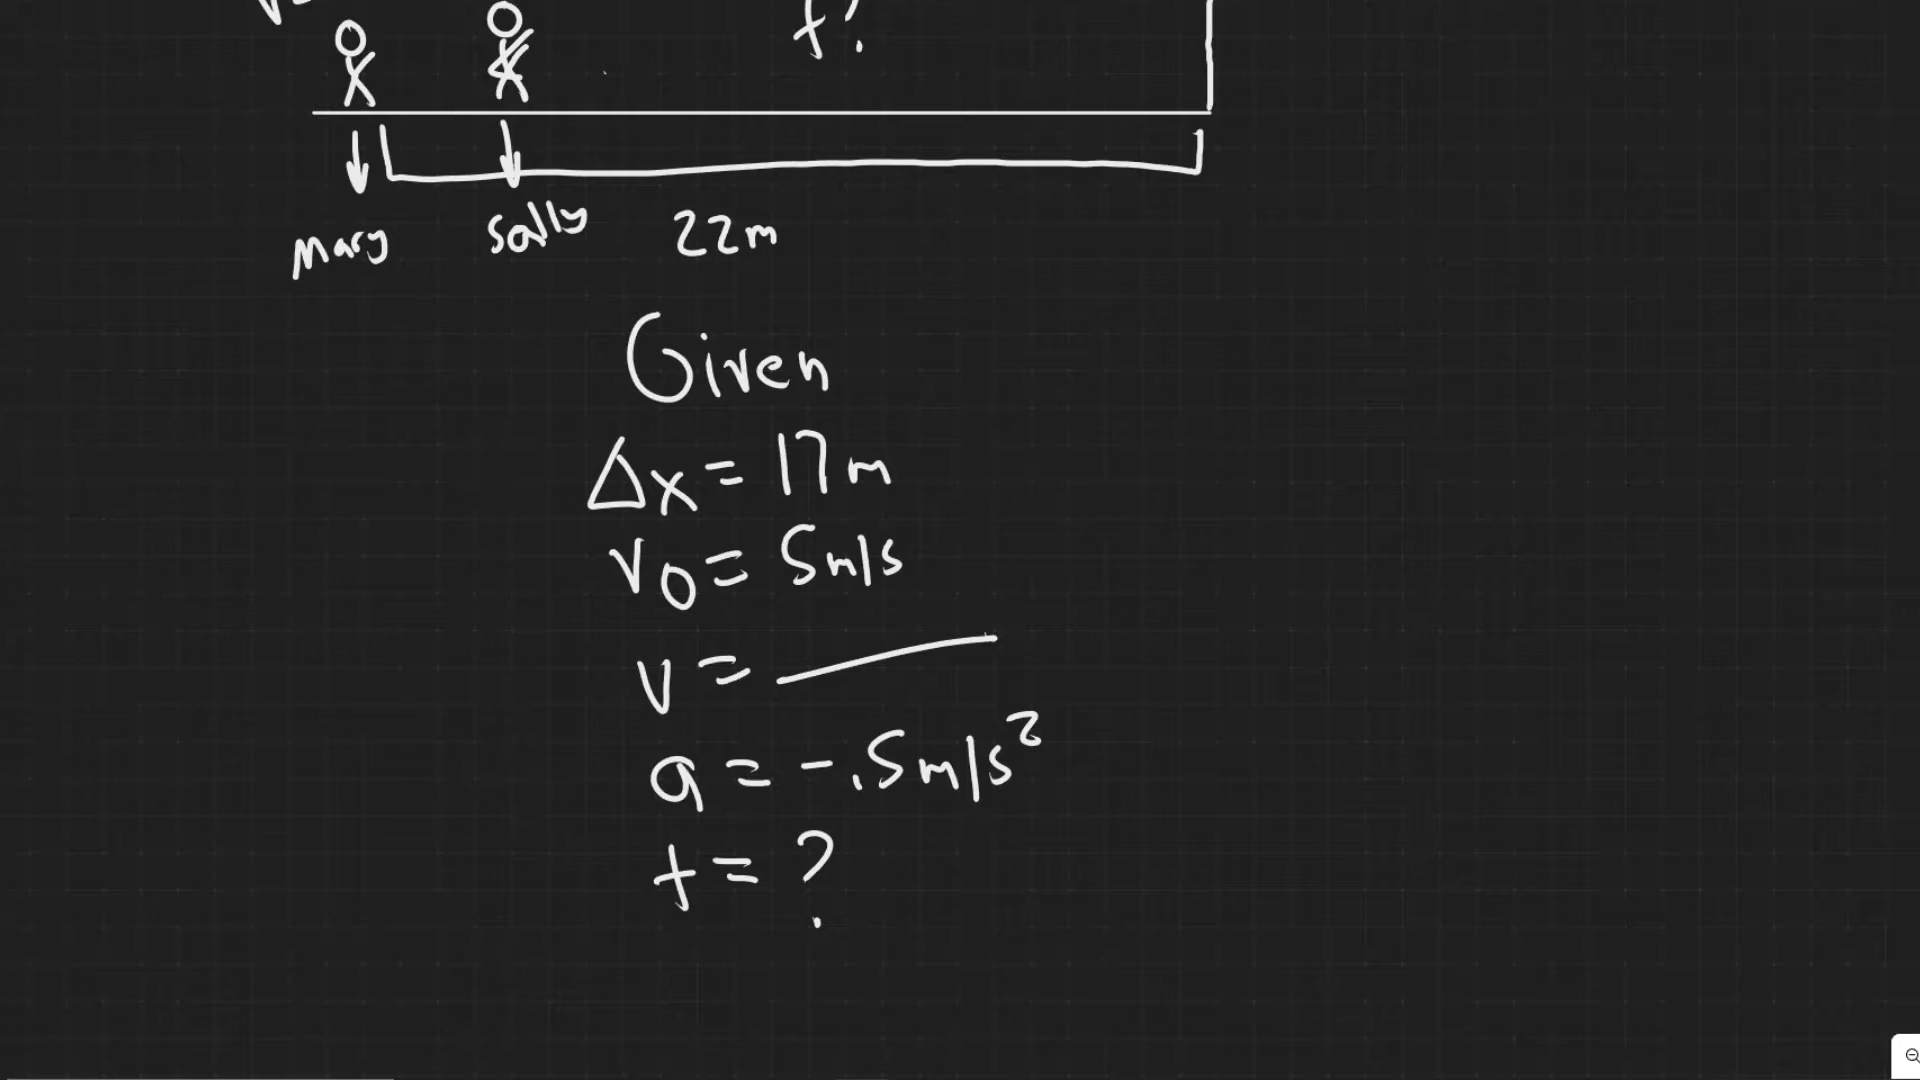 t?
Mary Sally 22m
Given
Δx = 17m
v0 = 5m/s
v =
a = -.5m/s²
t = ?